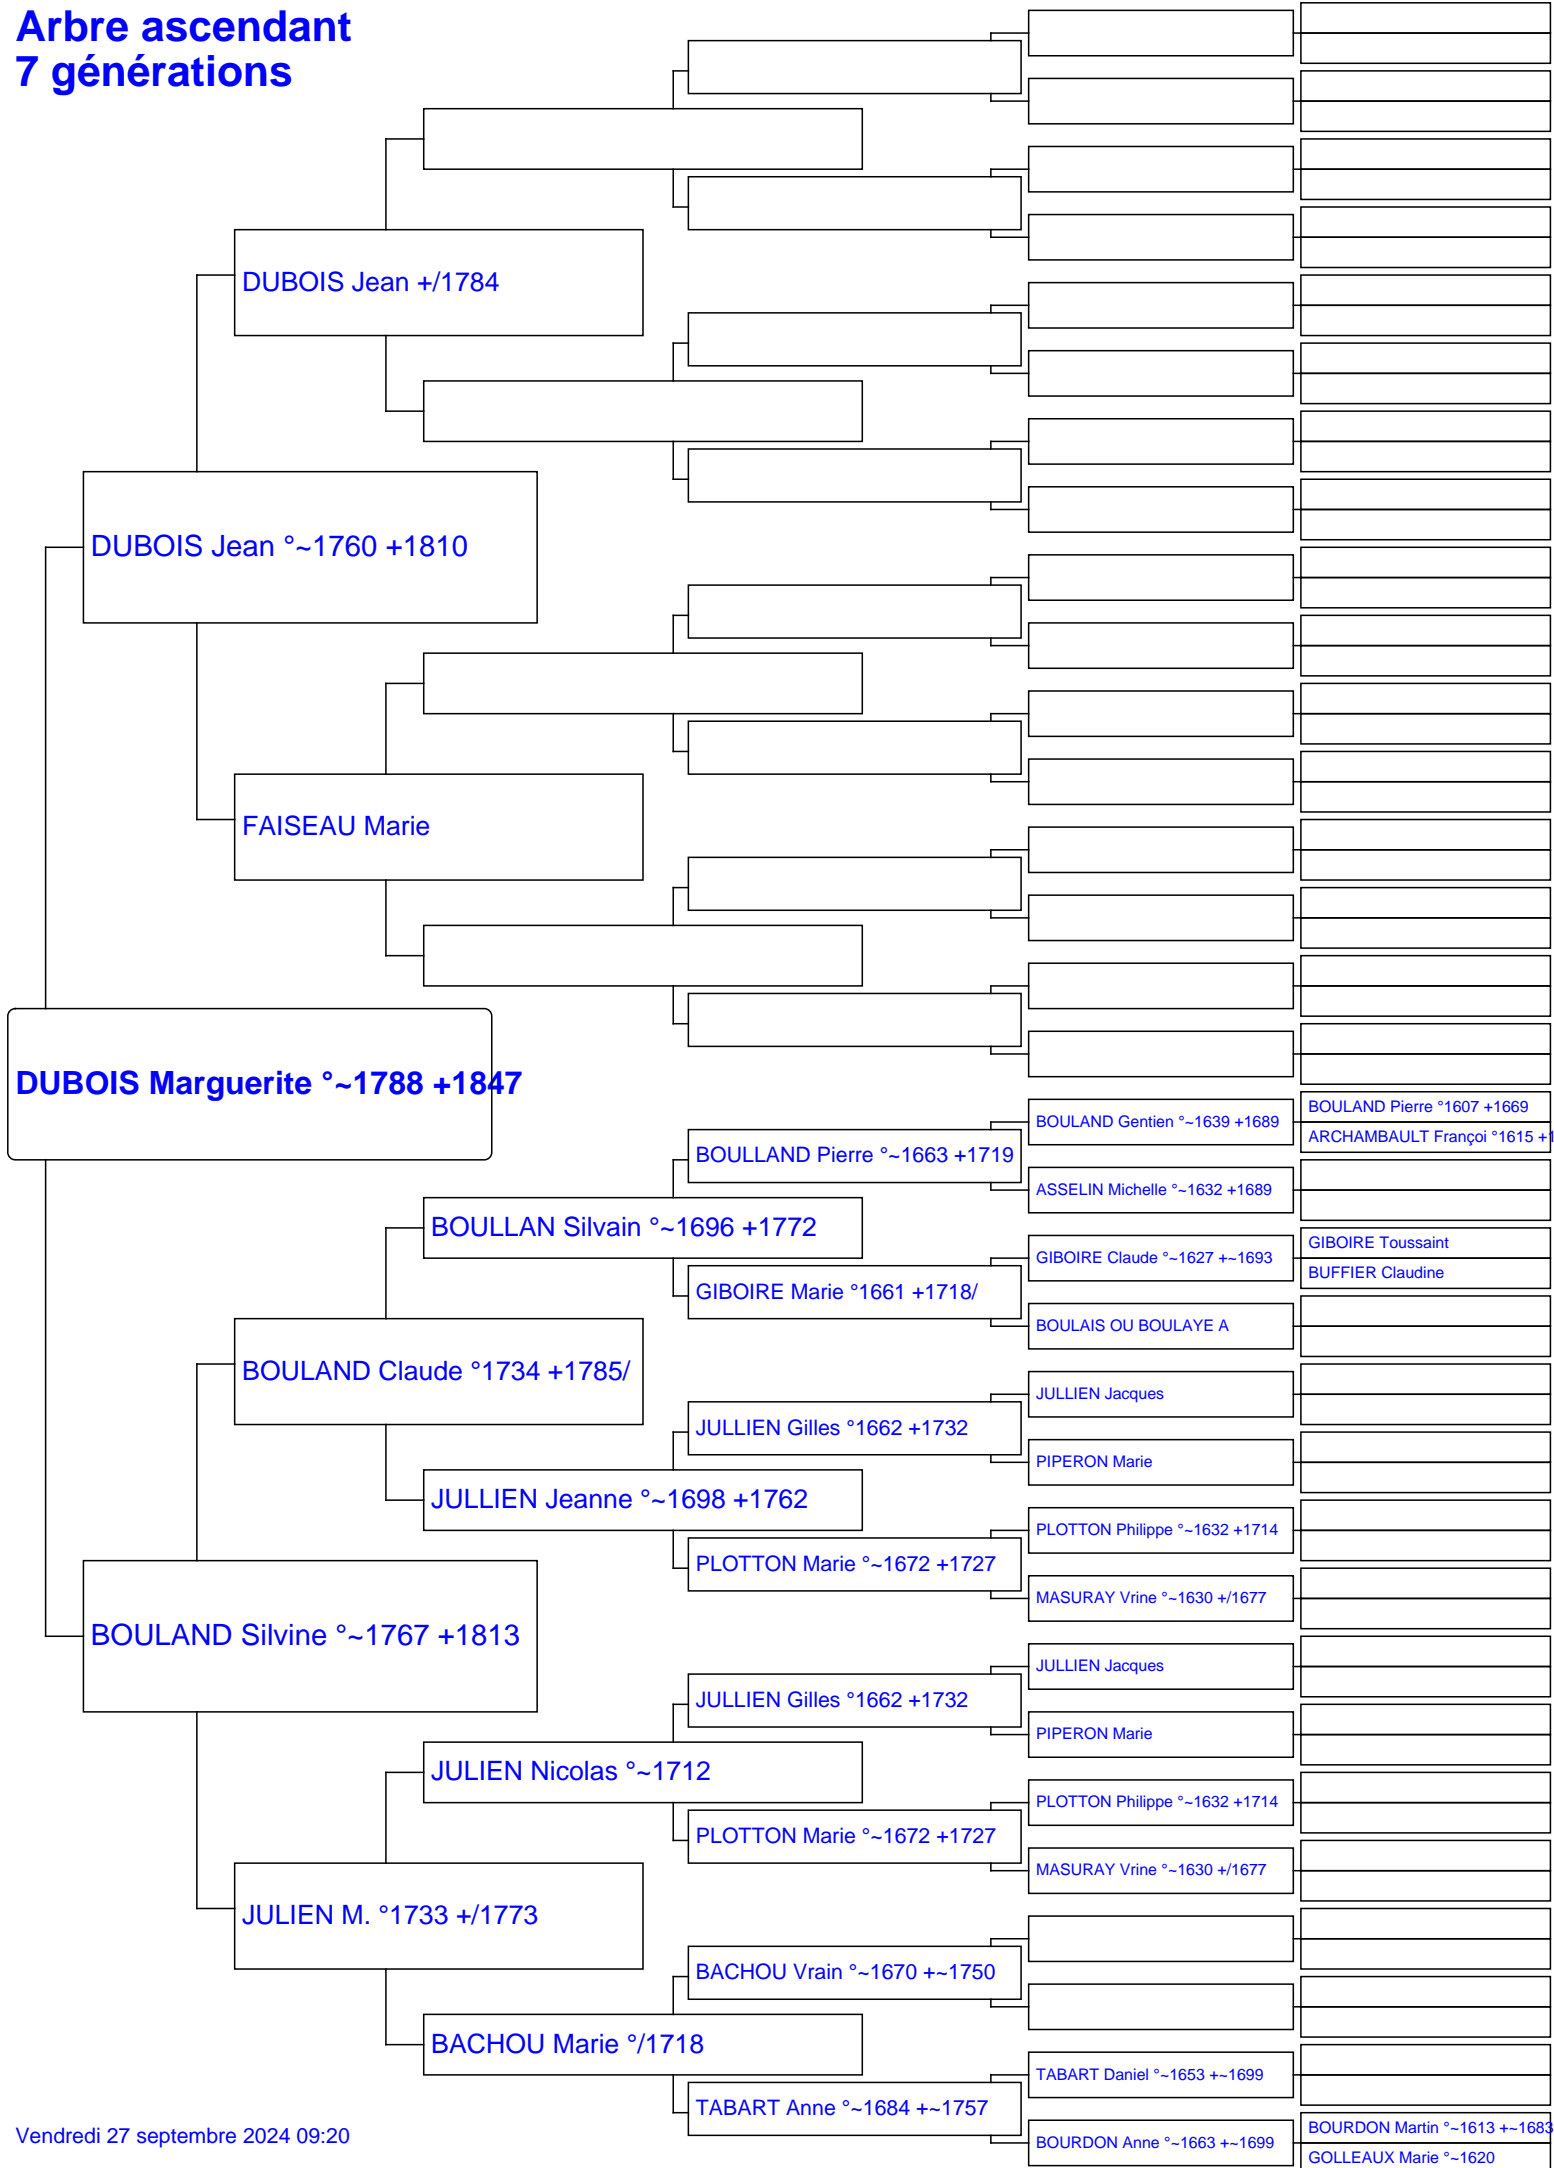 Arbre ascendant
7 générations
DUBOIS Jean +/1784
DUBOIS Jean °~1760 +1810
FAISEAU Marie
DUBOIS Marguerite °~1788 +1847
BOULAND Pierre °1607 +1669
BOULAND Gentien °~1639 +1689
ARCHAMBAULT Françoi °1615 +1
BOULLAND Pierre °~1663 +1719
ASSELIN Michelle °~1632 +1689
BOULLAN Silvain °~1696 +1772
GIBOIRE Toussaint
GIBOIRE Claude °~1627 +~1693
BUFFIER Claudine
GIBOIRE Marie °1661 +1718/
BOULAIS OU BOULAYE A
BOULAND Claude °1734 +1785/
JULLIEN Jacques
JULLIEN Gilles °1662 +1732
PIPERON Marie
JULLIEN Jeanne °~1698 +1762
PLOTTON Philippe °~1632 +1714
PLOTTON Marie °~1672 +1727
MASURAY Vrine °~1630 +/1677
BOULAND Silvine °~1767 +1813
JULLIEN Jacques
JULLIEN Gilles °1662 +1732
PIPERON Marie
JULIEN Nicolas °~1712
PLOTTON Philippe °~1632 +1714
PLOTTON Marie °~1672 +1727
MASURAY Vrine °~1630 +/1677
JULIEN M. °1733 +/1773
BACHOU Vrain °~1670 +~1750
BACHOU Marie °/1718
TABART Daniel °~1653 +~1699
TABART Anne °~1684 +~1757
BOURDON Martin °~1613 +~1683
BOURDON Anne °~1663 +~1699
GOLLEAUX Marie °~1620
Vendredi 27 septembre 2024 09:20